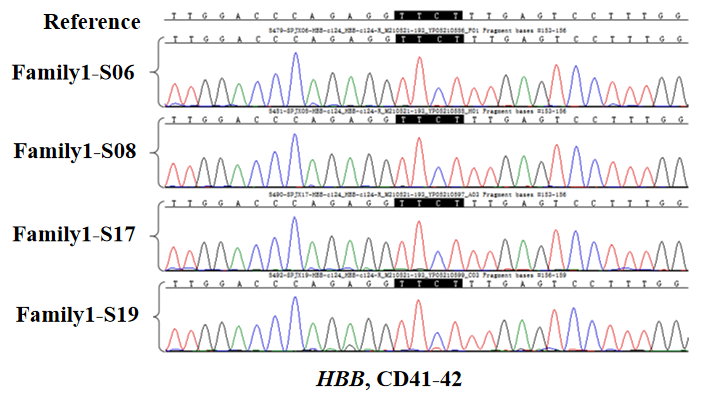 Reference T T G G A C C C A G A G G T T C T T T G A G T C C T T T G G
Family1-S06 T T G G A C C C A G A G G T T C T T T G A G T C C T T T G G
Family1-S08 T T G G A C C C A G A G G T T C T T T G A G T C C T T T G G
Family1-S17 T T G G A C C C A G A G G T T C T T T G A G T C C T T T G G
Family1-S19 T T G G A C C C A G A G G T T C T T T G A G T C C T T T G G
HBB, CD41-42